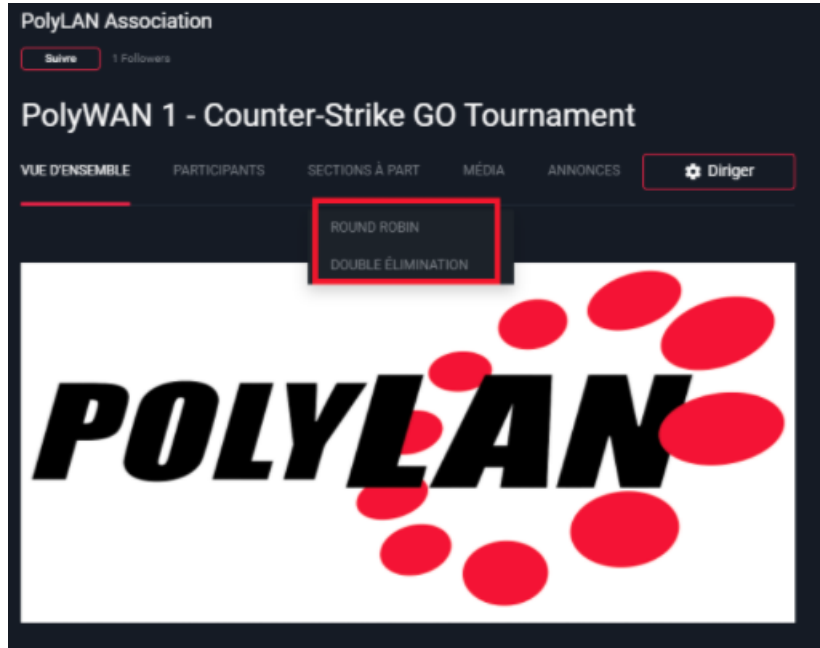 PolyLAN Association
Suivre 1 Followers
PolyWAN 1 - Counter-Strike GO Tournament
VUE D'ENSEMBLE PARTICIPANTS SECTIONS À PART MÉDIA ANNONCES Diriger
ROUND ROBIN
DOUBLE ÉLIMINATION
POLYLAN